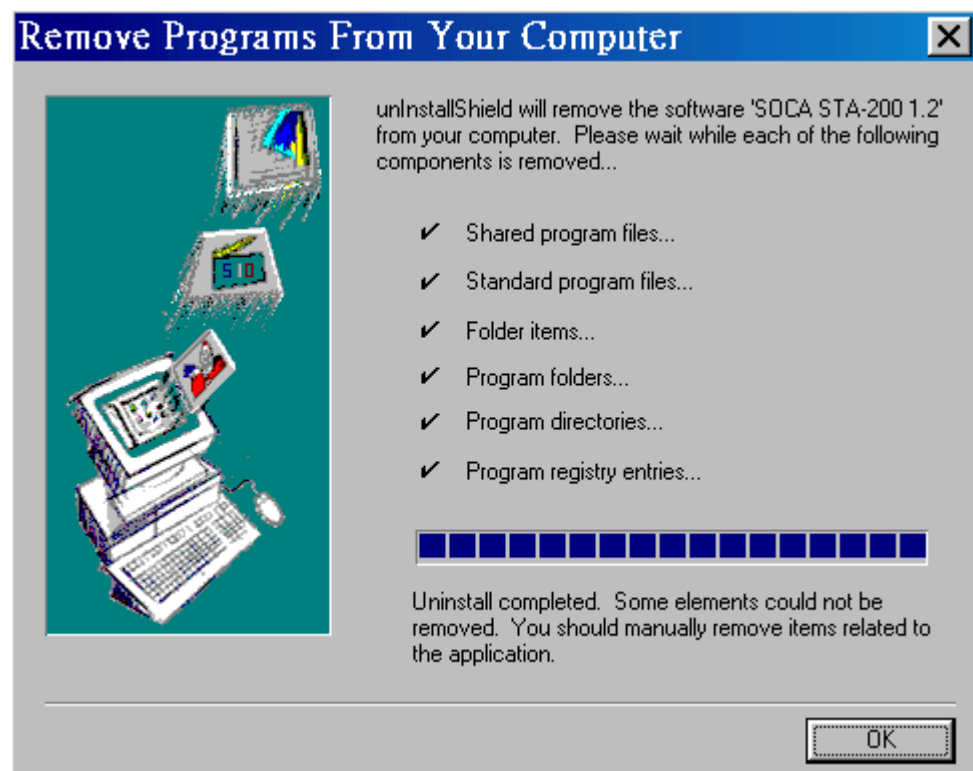 Remove Programs From Your Computer
unInstallShield will remove the software 'SOCA STA-200 1.2'
from your computer. Please wait while each of the following
components is removed...
Shared program files...
Standard program files...
Folder items...
Program folders...
Program directories...
Program registry entries...
Uninstall completed. Some elements could not be
removed. You should manually remove items related to
the application.
OK